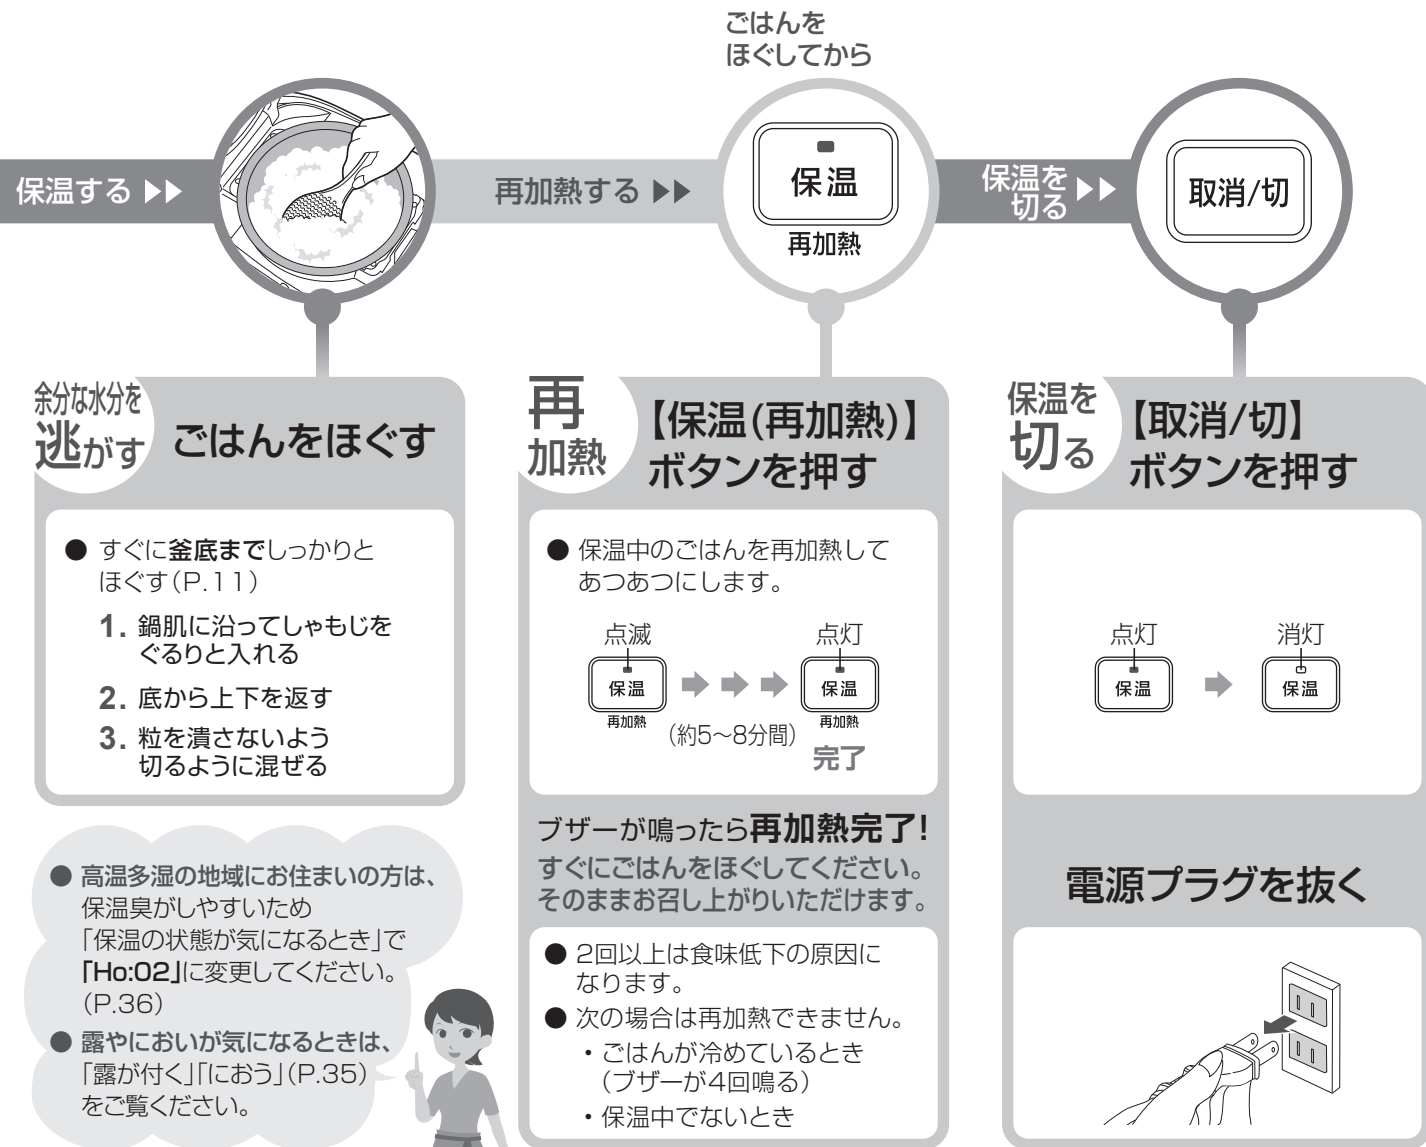 保温する ▶▶
再加熱する ▶▶
ごはんを
ほぐしてから
保温
再加熱
保温を
切る ▶▶
取消/切
余分な水分を
逃がす
ごはんをほぐす
● すぐに釜底までしっかりと
ほぐす(P.11)
1. 鍋肌に沿ってしゃもじを
ぐるりと入れる
2. 底から上下を返す
3. 粒を潰さないよう
切るように混ぜる
● 高温多湿の地域にお住まいの方は、
保温臭がしやすいため
「保温の状態が気になるとき」で
「Ho:02」に変更してください。
(P.36)
● 露やにおいが気になるときは、
「露が付く」「におう」(P.35)
をご覧ください。
再
加熱
【保温(再加熱)】
ボタンを押す
● 保温中のごはんを再加熱して
あつあつにします。
点滅
保温
再加熱
(約5～8分間)
点灯
保温
再加熱
完了
ブザーが鳴ったら再加熱完了!
すぐにごはんをほぐしてください。
そのままお召し上がりいただけます。
● 2回以上は食味低下の原因に
なります。
● 次の場合は再加熱できません。
・ごはんが冷めているとき
(ブザーが4回鳴る)
・保温中でないとき
保温を
切る
【取消/切】
ボタンを押す
点灯
保温
消灯
保温
電源プラグを抜く